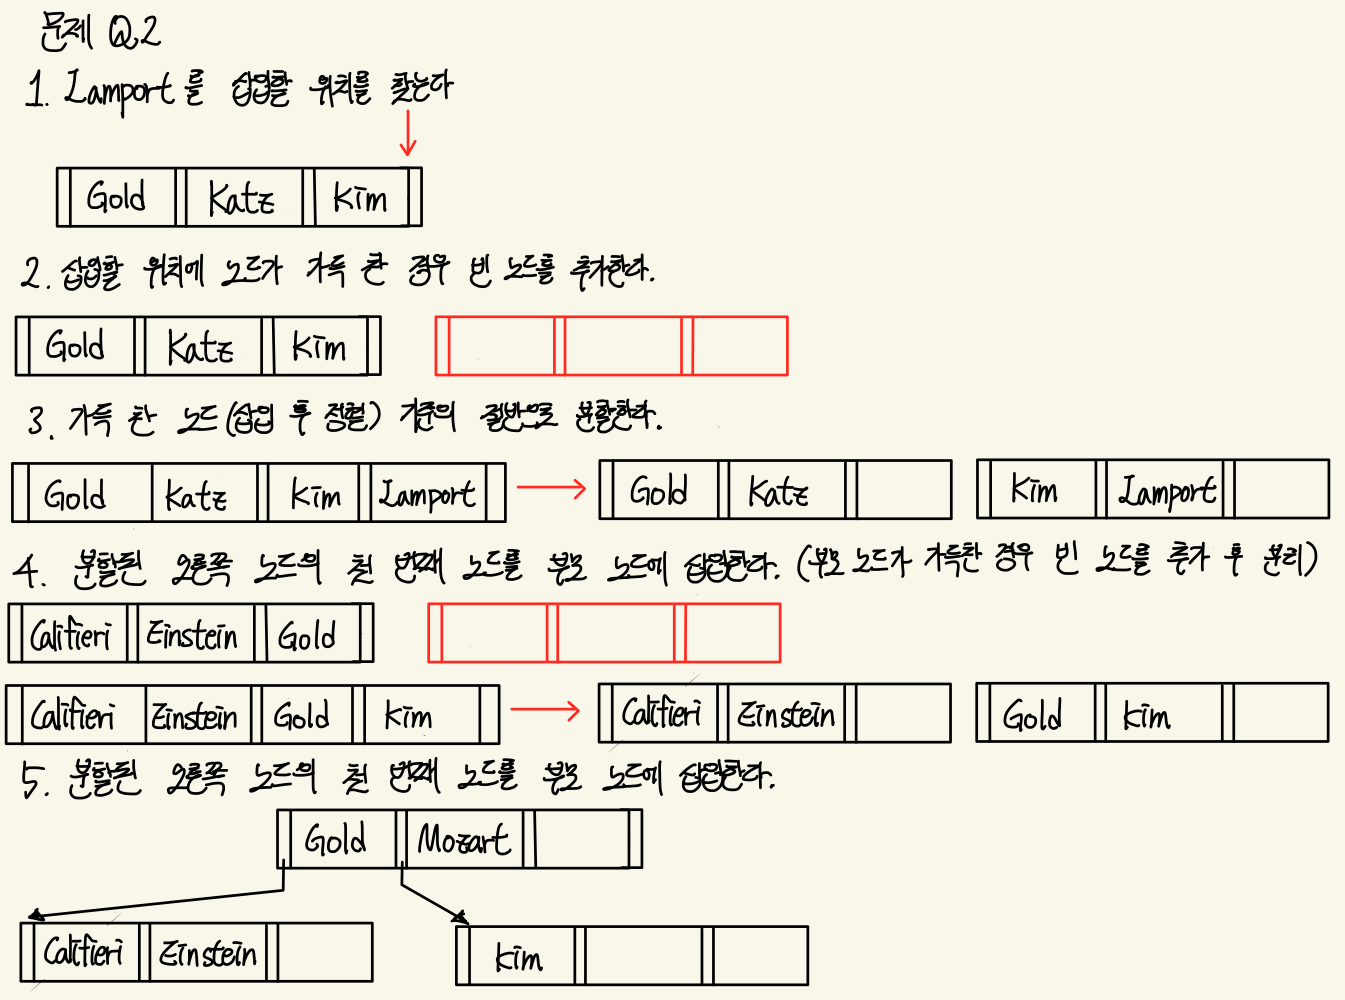 문제 Q.2
1. Lamport를 삽입할 위치를 찾는다
Gold Katz Kim
2. 삽입할 위치에 노드가 가득 찬 경우 빈 노드를 추가한다.
Gold Katz Kim
3. 가득 찬 노드(삽입 후 정렬) 기준의 절반으로 분할한다.
Gold Katz Kim Lamport Gold Katz Kim Lamport
4. 분할된 오른쪽 노드의 첫 번째 노드를 부모 노드에 삽입한다. (부모 노드가 가득찬 경우 빈 노드를 추가 후 분리)
Califieri Einstein Gold
Califieri Einstein Gold Kim Califieri Einstein Gold Kim
5. 분할된 오른쪽 노드의 첫 번째 노드를 부모 노드에 삽입한다.
Gold Mozart
Califieri Einstein Kim